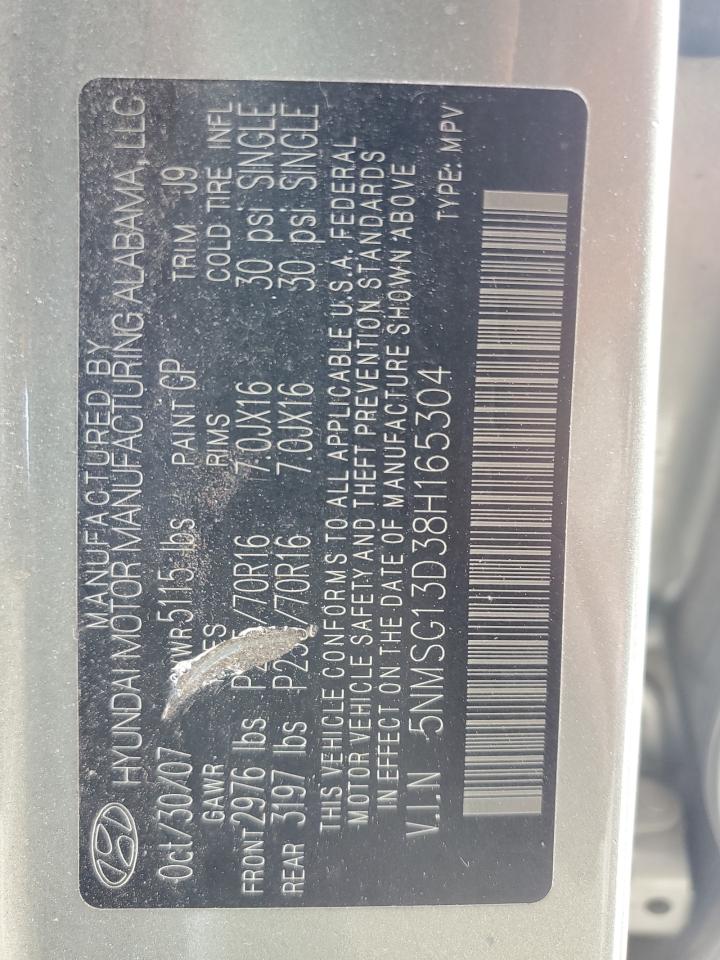 MANUFACTURED BY
HYUNDAI MOTOR MANUFACTURING ALABAMA, LLC
Oct/30/07 WR 5115 lbs PAINT GP TRIM J9
GAWR RIMS COLD TIRE INFL
FRONT 2976 lbs 7.0JX16 30 psi SINGLE
REAR 3197 lbs 7.0JX16 30 psi SINGLE
THIS VEHICLE CONFORMS TO ALL APPLICABLE U.S.A. FEDERAL
MOTOR VEHICLE SAFETY AND THEFT PREVENTION STANDARDS
IN EFFECT ON THE DATE OF MANUFACTURE SHOWN ABOVE
V.I.N 5NMSG13D38H165304 TYPE: MPV